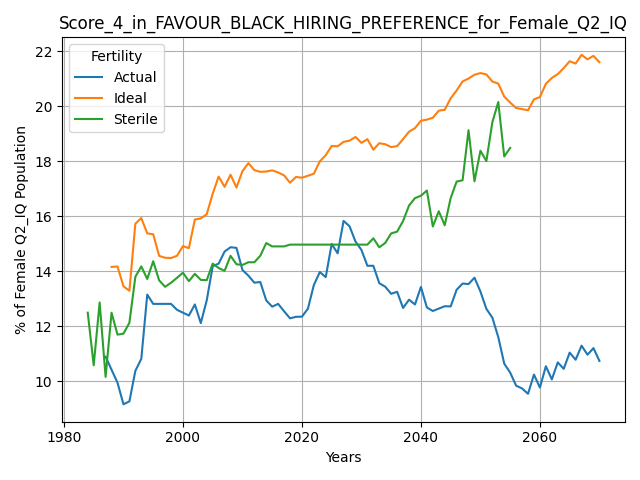 Score_4_in_FAVOUR_BLACK_HIRING_PREFERENCE_for_Female_Q2_IQ
Fertility
Actual
Ideal
Sterile
% of Female Q2_IQ Population
22
20
18
16
14
12
10
1980
2000
2020
2040
2060
Years